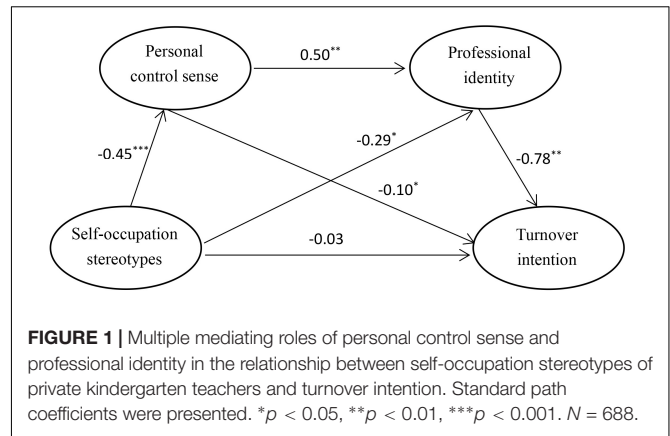 Personal
control sense
0.50**
Professional
identity
-0.45***
-0.29*
-0.78**
-0.10*
Self-occupation
stereotypes
-0.03
Turnover
intention
FIGURE 1 | Multiple mediating roles of personal control sense and
professional identity in the relationship between self-occupation stereotypes of
private kindergarten teachers and turnover intention. Standard path
coefficients were presented. *p < 0.05, **p < 0.01, ***p < 0.001. N = 688.